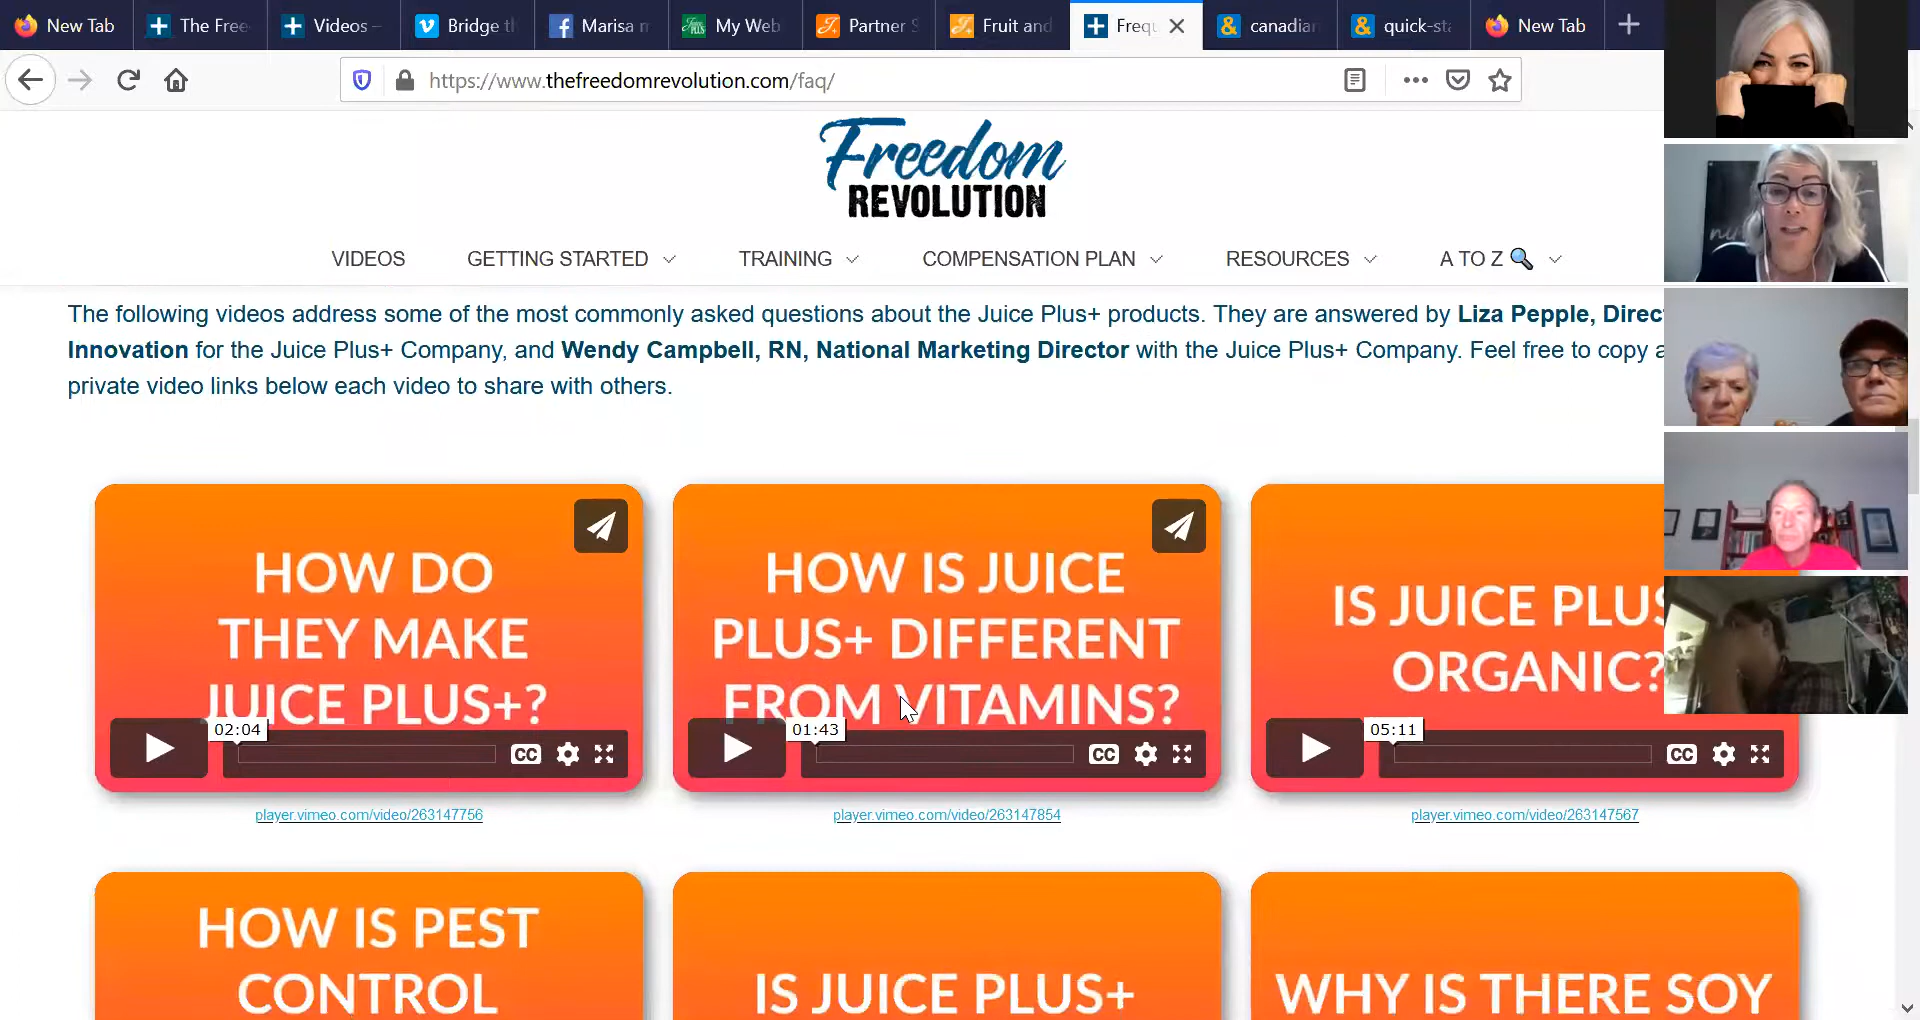 New Tab
The Free
Videos –
Bridge t
Facebook Marisa m
My Web
Partner S
Fruit and
Frequ
canadian
quick-sta
New Tab
https://www.thefreedomrevolution.com/faq/
Freedom
REVOLUTION
VIDEOS GETTING STARTED TRAINING COMPENSATION PLAN RESOURCES A TO Z
The following videos address some of the most commonly asked questions about the Juice Plus+ products. They are answered by Liza Pepple, Direc
Innovation for the Juice Plus+ Company, and Wendy Campbell, RN, National Marketing Director with the Juice Plus+ Company. Feel free to copy a
private video links below each video to share with others.
HOW DO
THEY MAKE
JUICE PLUS+?
02:04
CC
player.vimeo.com/video/263147756
HOW IS JUICE
PLUS+ DIFFERENT
FROM VITAMINS?
01:43
CC
player.vimeo.com/video/263147854
IS JUICE PLUS
ORGANIC?
05:11
CC
player.vimeo.com/video/263147567
HOW IS PEST
CONTROL
IS JUICE PLUS+
WHY IS THERE SOY